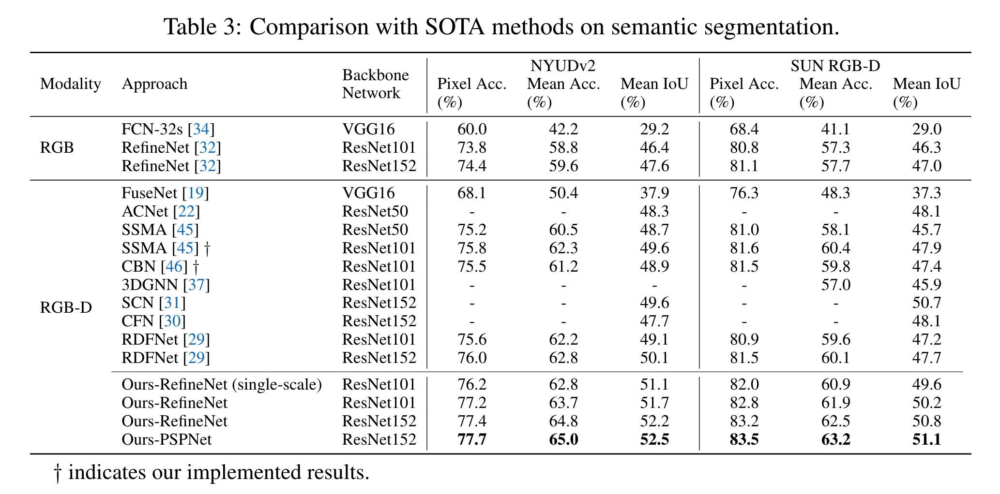 Table 3: Comparison with SOTA methods on semantic segmentation.
Modality Approach Backbone Network NYUDv2 SUN RGB-D
Pixel Acc. (%) Mean Acc. (%) Mean IoU (%) Pixel Acc. (%) Mean Acc. (%) Mean IoU (%)
RGB
FCN-32s [34] VGG16 60.0 42.2 29.2 68.4 41.1 29.0
RefineNet [32] ResNet101 73.8 58.8 46.4 80.8 57.3 46.3
RefineNet [32] ResNet152 74.4 59.6 47.6 81.1 57.7 47.0
RGB-D
FuseNet [19] VGG16 68.1 50.4 37.9 76.3 48.3 37.3
ACNet [22] ResNet50 - - 48.3 - - 48.1
SSMA [45] ResNet50 75.2 60.5 48.7 81.0 58.1 45.7
SSMA [45] † ResNet101 75.8 62.3 49.6 81.6 60.4 47.9
CBN [46] † ResNet101 75.5 61.2 48.9 81.5 59.8 47.4
3DGNN [37] ResNet101 - - - - 57.0 45.9
SCN [31] ResNet152 - - 49.6 - - 50.7
CFN [30] ResNet152 - - 47.7 - - 48.1
RDFNet [29] ResNet101 75.6 62.2 49.1 80.9 59.6 47.2
RDFNet [29] ResNet152 76.0 62.8 50.1 81.5 60.1 47.7
Ours-RefineNet (single-scale) ResNet101 76.2 62.8 51.1 82.0 60.9 49.6
Ours-RefineNet ResNet101 77.2 63.7 51.7 82.8 61.9 50.2
Ours-RefineNet ResNet152 77.4 64.8 52.2 83.2 62.5 50.8
Ours-PSPNet ResNet152 77.7 65.0 52.5 83.5 63.2 51.1
† indicates our implemented results.